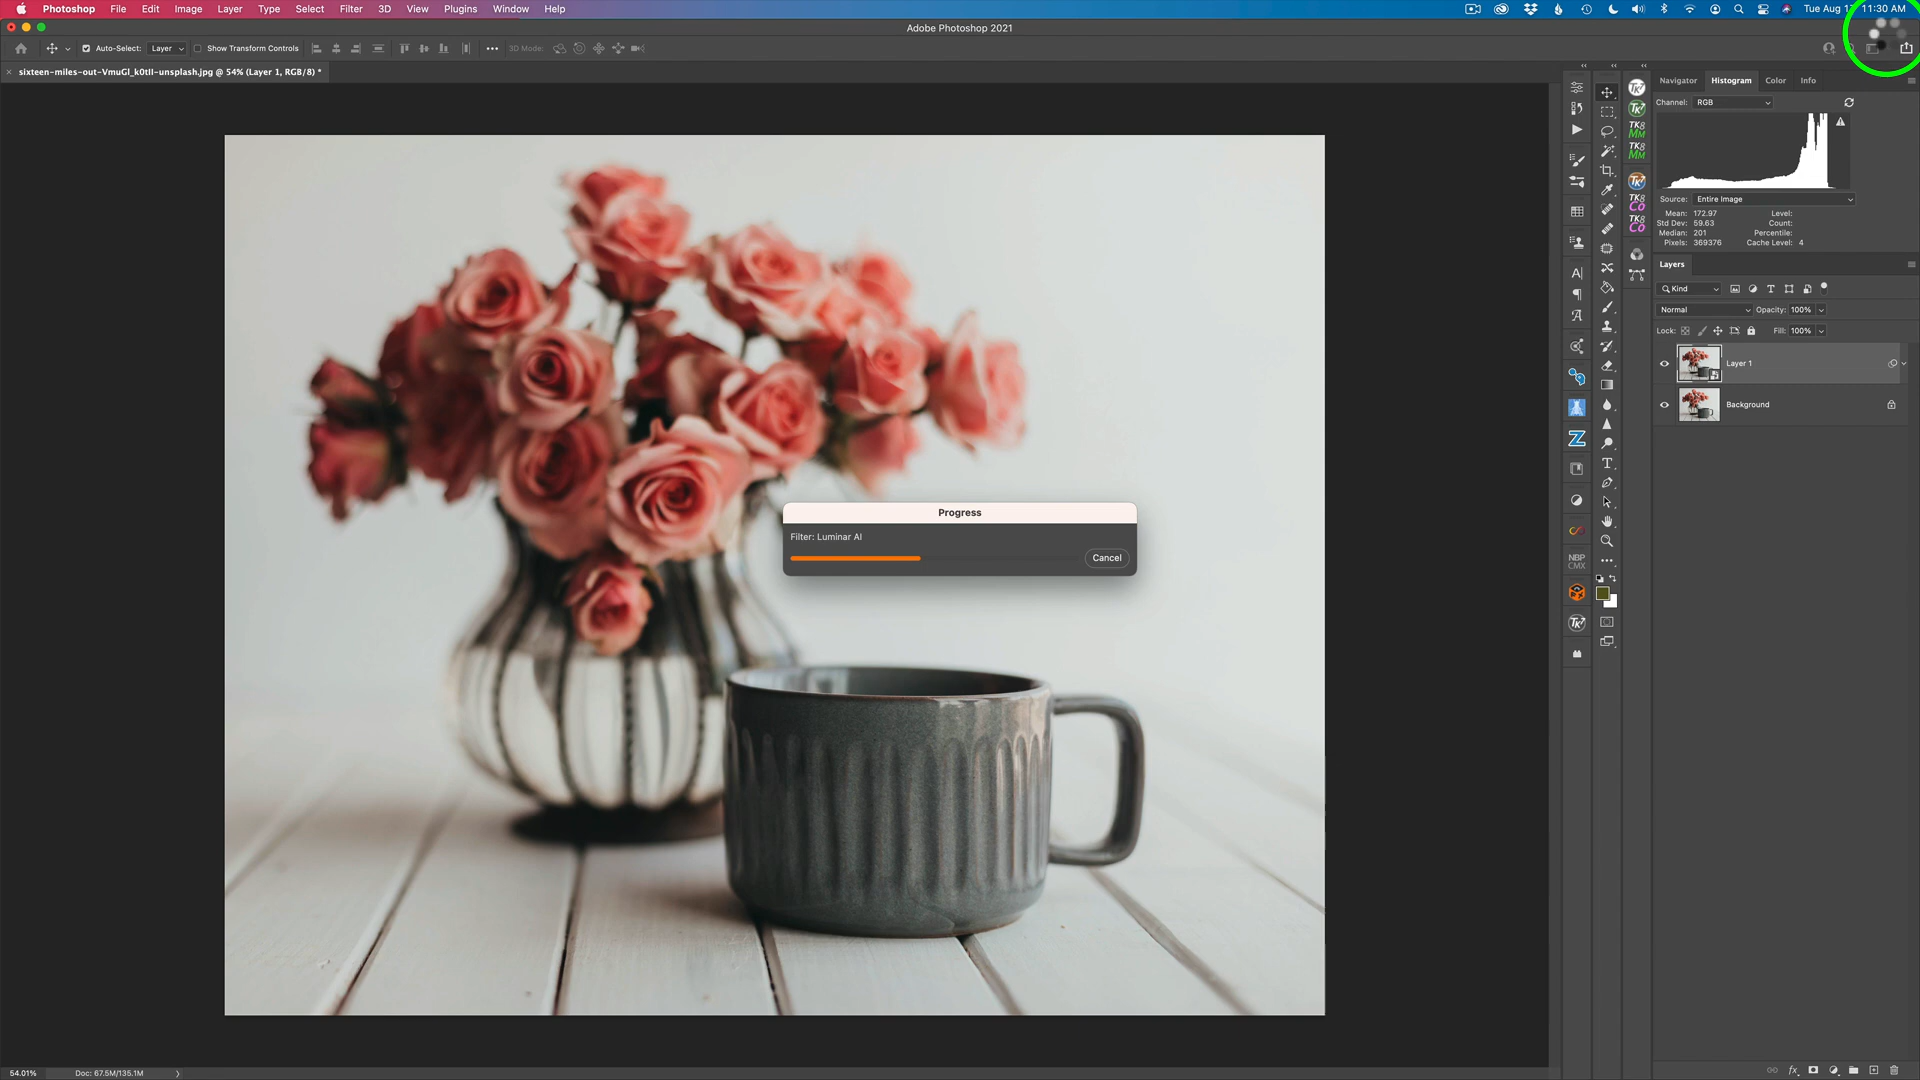 Photoshop File Edit Image Layer Type Select Filter 3D View Plugins Window Help
Tue Aug 11:30 AM
Adobe Photoshop 2021
Auto-Select: Layer Show Transform Controls 3D Mode:
sixteen-miles-out-VmuGI_k0tII-unsplash.jpg @ 54% (Layer 1, RGB/8) *
Navigator Histogram Color Info
Channel: RGB
Source: Entire Image
Mean: 172.97 Level:
Std Dev: 59.63 Count:
Median: 201 Percentile:
Pixels: 369376 Cache Level: 4
Layers
Kind
Normal Opacity: 100%
Lock: Fill: 100%
Layer 1
Background
TK7
TK7
TK8
MM
TK8
MM
TK7
TK8
Co
TK8
Co
NBP
CMX
TK7
Progress
Filter: Luminar AI
Cancel
54.01% Doc: 67.5M/135.1M